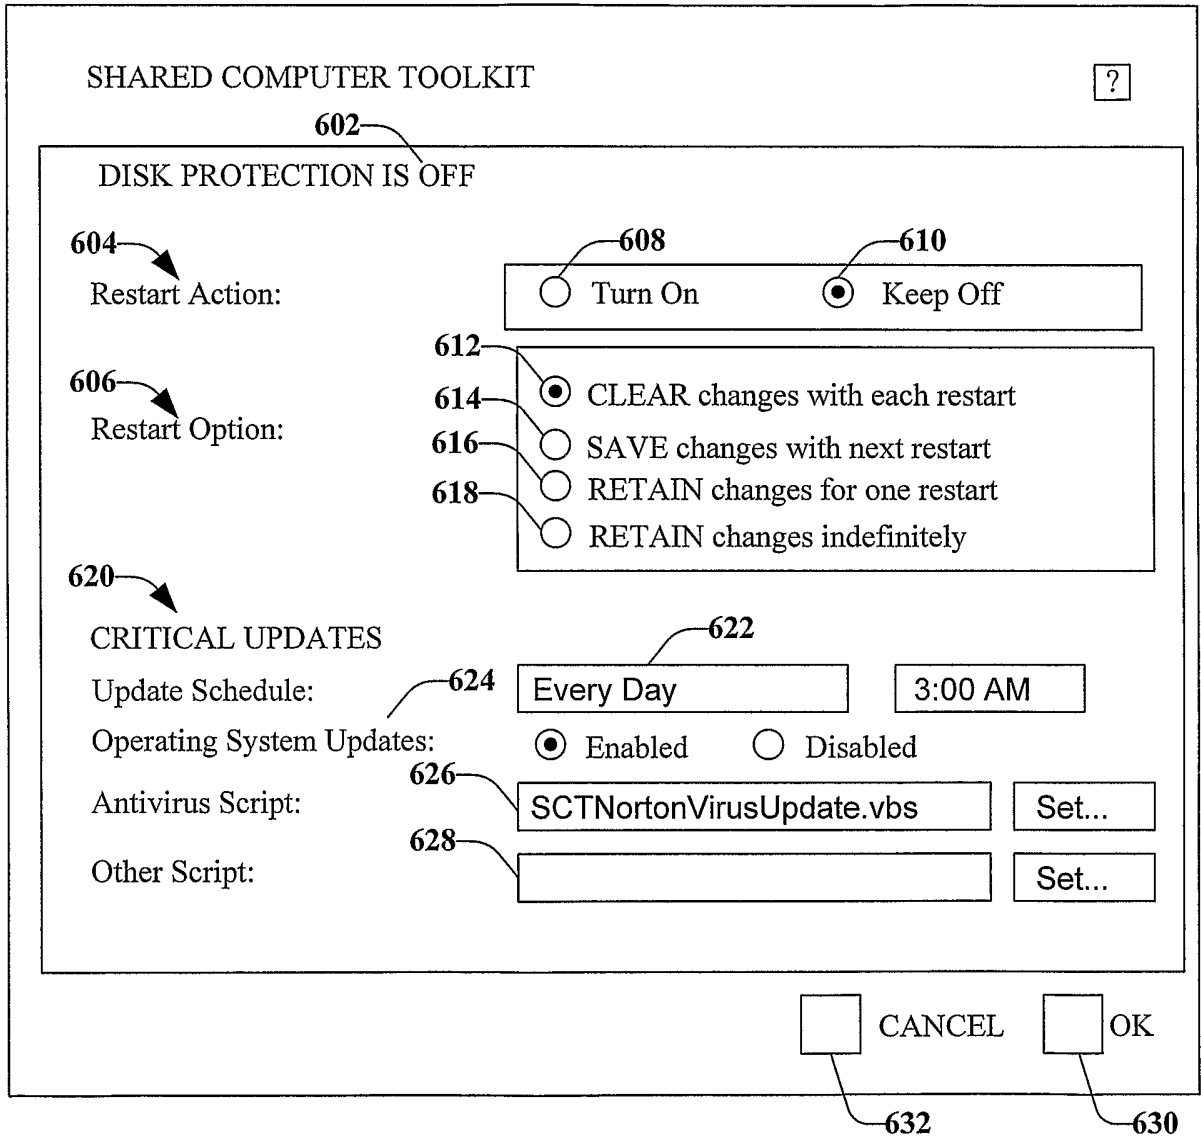 SHARED COMPUTER TOOLKIT ?
602
DISK PROTECTION IS OFF
604 608 610
Restart Action: Turn On Keep Off
612
606 CLEAR changes with each restart
614
Restart Option: SAVE changes with next restart
616
RETAIN changes for one restart
618
RETAIN changes indefinitely
620
CRITICAL UPDATES 622
Update Schedule: 624 Every Day 3:00 AM
Operating System Updates: Enabled Disabled
626
Antivirus Script: SCTNortonVirusUpdate.vbs Set...
628
Other Script: Set...
CANCEL OK
632 630